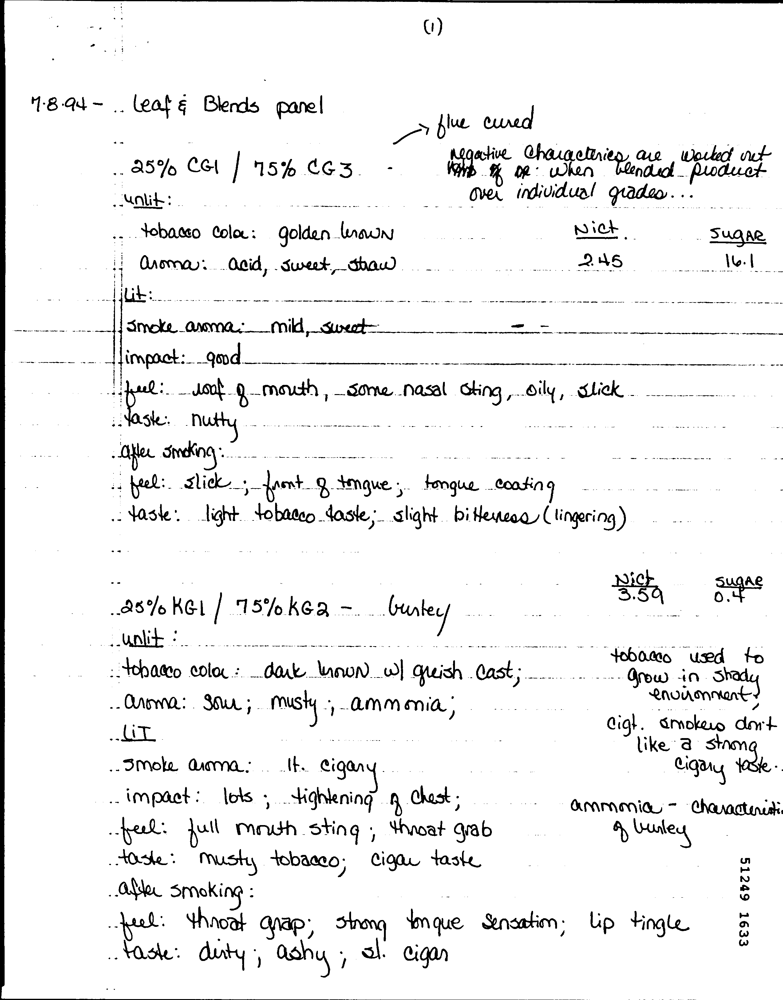 (1)
7·8·94 - Leaf & Blends panel
→ flue cured
25% CG1 / 75% CG3 - negative characterics are worked out
when blended product
over individual grades...
unlit:
tobacco color: golden brown
Nict. Sugar
aroma: acid, sweet, straw 2.45 16.1
Lit:
smoke aroma: mild, sweet - -
impact: good
feel: roof of mouth, some nasal sting, oily, slick
taste: nutty
after smoking:
feel: slick; front of tongue; tongue coating
taste: light tobacco taste; slight bitterness (lingering)
Nict Sugar
3.59 0.4
25% KG1 / 75% KG2 - burley
unlit:
tobacco color: dark brown w/ greish cast;
tobacco used to
grow in shady
environment;
aroma: sour; musty; ammonia;
LIT
cigt. smokers don't
like a strong
cigary taste.
smoke aroma: lt. cigary
impact: lots; tightening of chest;
ammonia - characteristic
of burley
feel: full mouth sting; throat grab
taste: musty tobacco; cigar taste
after smoking:
feel: throat grap; strong tongue sensation; lip tingle
taste: dirty; ashy; sl. cigar
51249 1633